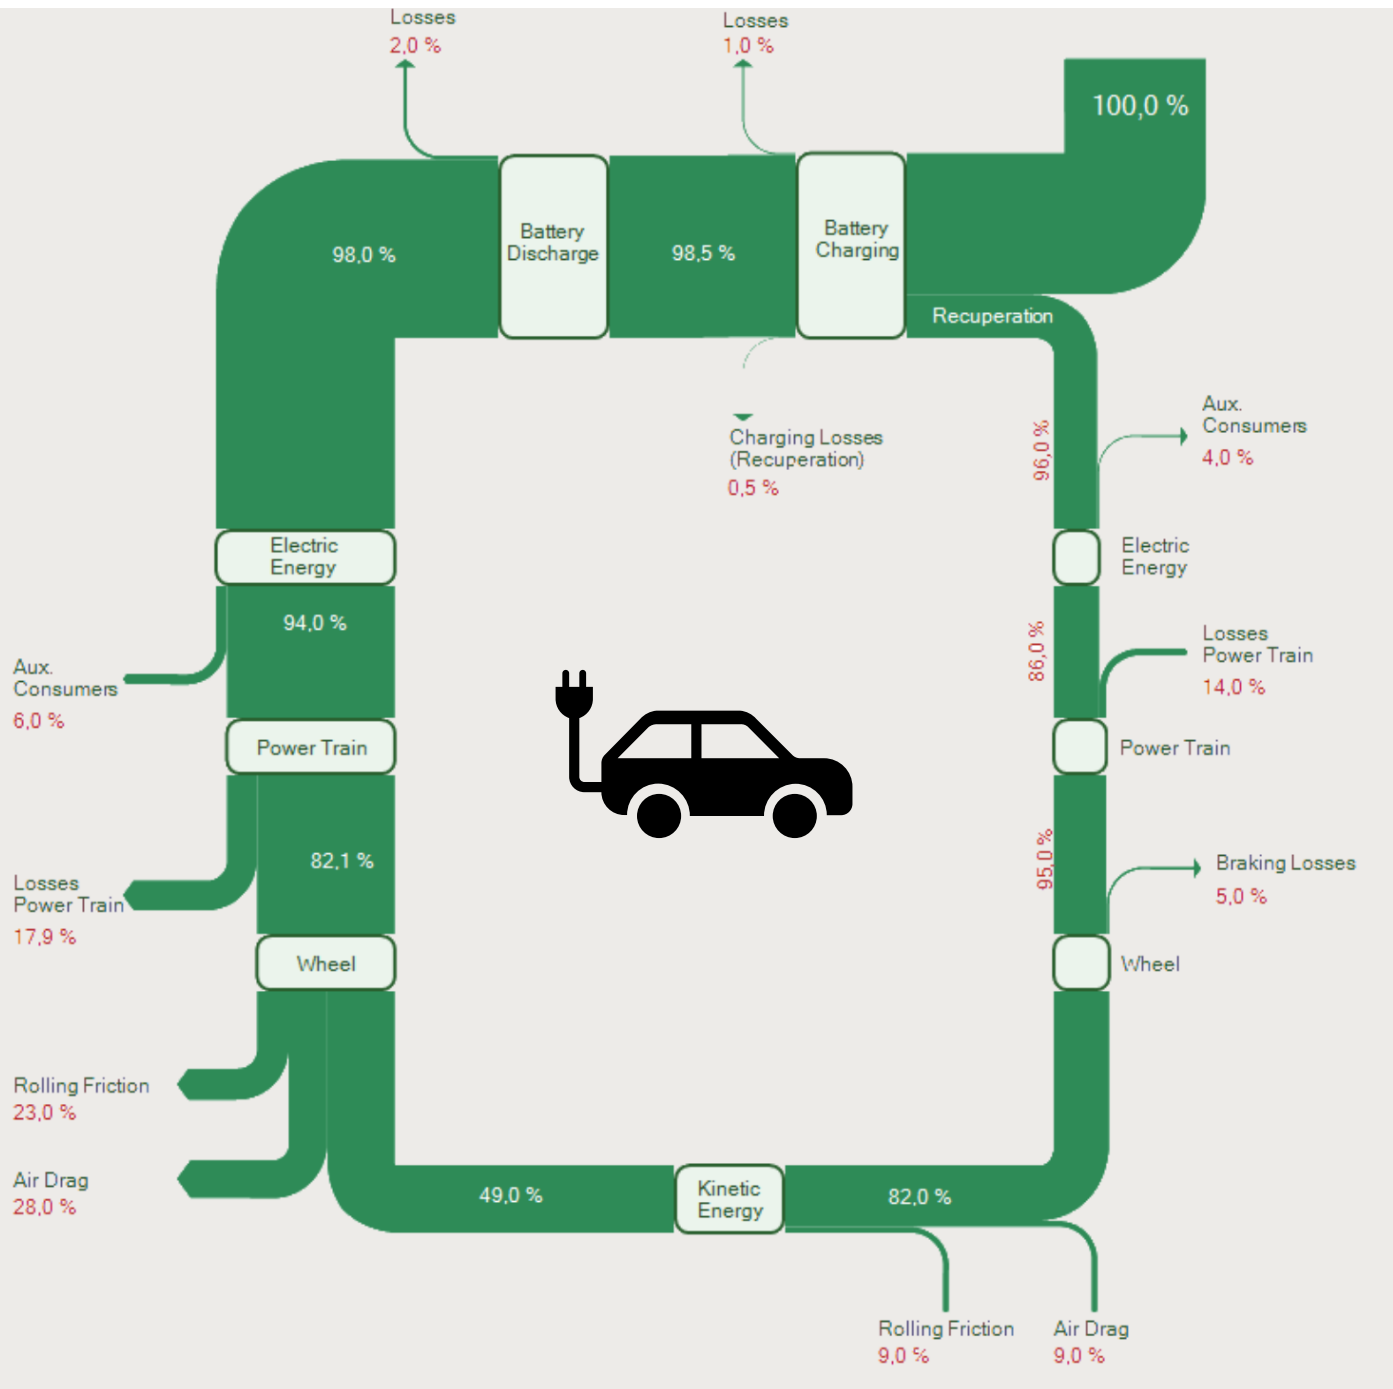 Losses
2,0 %
Losses
1,0 %
100,0 %
98,0 %
Battery
Discharge
98,5 %
Battery
Charging
Recuperation
Charging Losses
(Recuperation)
0,5 %
96,0 %
Aux.
Consumers
4,0 %
Electric
Energy
Electric
Energy
94,0 %
86,0 %
Losses
Power Train
14,0 %
Aux.
Consumers
6,0 %
Power Train
Power Train
82,1 %
95,0 %
Braking Losses
5,0 %
Losses
Power Train
17,9 %
Wheel
Wheel
Rolling Friction
23,0 %
Air Drag
28,0 %
49,0 %
Kinetic
Energy
82,0 %
Rolling Friction
9,0 %
Air Drag
9,0 %